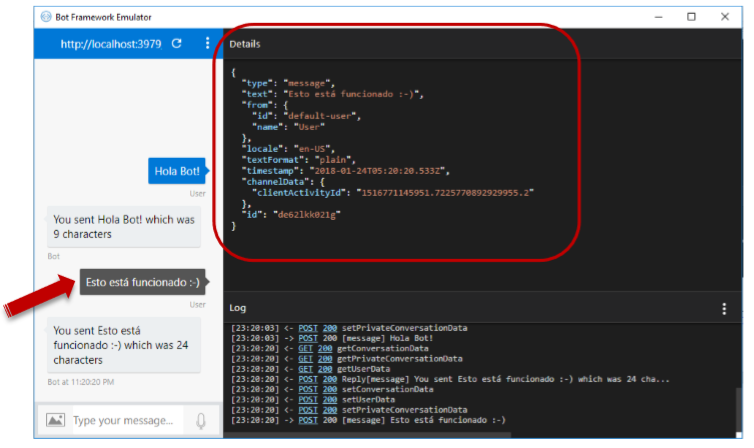 Bot Framework Emulator
http://localhost:3979
Details
Hola Bot!
User
You sent Hola Bot! which was
9 characters
Bot
Esto está funcionado :-)
User
You sent Esto está
funcionado :-) which was 24
characters
Bot at 11:20:20 PM
Type your message...
{
"type": "message",
"text": "Esto está funcionado :-)",
"from": {
"id": "default-user",
"name": "User"
},
"locale": "en-US",
"textFormat": "plain",
"timestamp": "2018-01-24T05:20:20.533Z",
"channelData": {
"clientActivityId": "1516771145951.7225770892929955.2"
},
"id": "de62lkk021g"
}
Log
[23:20:03] <- POST 200 setPrivateConversationData
[23:20:03] -> POST 200 [message] Hola Bot!
[23:20:20] <- GET 200 getConversationData
[23:20:20] <- GET 200 getPrivateConversationData
[23:20:20] <- GET 200 getUserData
[23:20:20] <- POST 200 Reply[message] You sent Esto está funcionado :-) which was 24 cha...
[23:20:20] <- POST 200 setConversationData
[23:20:20] <- POST 200 setUserData
[23:20:20] <- POST 200 setPrivateConversationData
[23:20:20] -> POST 200 [message] Esto está funcionado :-)